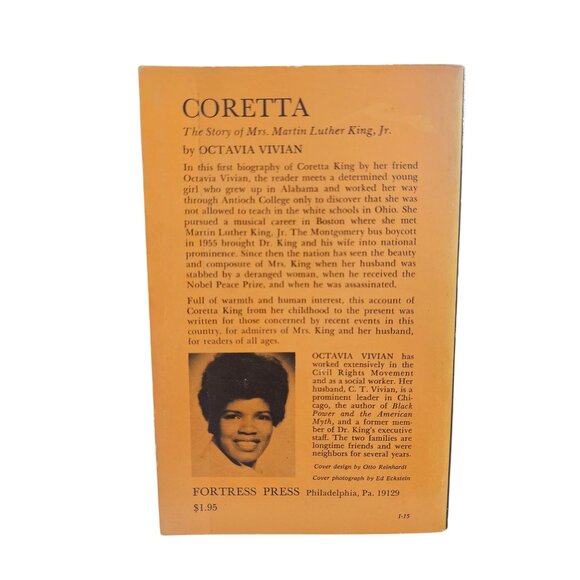 CORETTA
The Story of Mrs. Martin Luther King, Jr.
by OCTAVIA VIVIAN
In this first biography of Coretta King by her friend
Octavia Vivian, the reader meets a determined young
girl who grew up in Alabama and worked her way
through Antioch College only to discover that she was
not allowed to teach in the white schools in Ohio. She
pursued a musical career in Boston where she met
Martin Luther King, Jr. The Montgomery bus boycott
in 1955 brought Dr. King and his wife into national
prominence. Since then the nation has seen the beauty
and composure of Mrs. King when her husband was
stabbed by a deranged woman, when he received the
Nobel Peace Prize, and when he was assassinated.
Full of warmth and human interest, this account of
Coretta King from her childhood to the present was
written for those concerned by recent events in this
country, for admirers of Mrs. King and her husband,
for readers of all ages.
OCTAVIA VIVIAN has
worked extensively in the
Civil Rights Movement
and as a social worker. Her
husband, C. T. Vivian, is a
prominent leader in Chi-
cago, the author of Black
Power and the American
Myth, and a former mem-
ber of Dr. King's executive
staff. The two families are
longtime friends and were
neighbors for several years.
Cover design by Otto Reinhardt
Cover photograph by Ed Eckstein
FORTRESS PRESS Philadelphia, Pa. 19129
$1.95
1-15